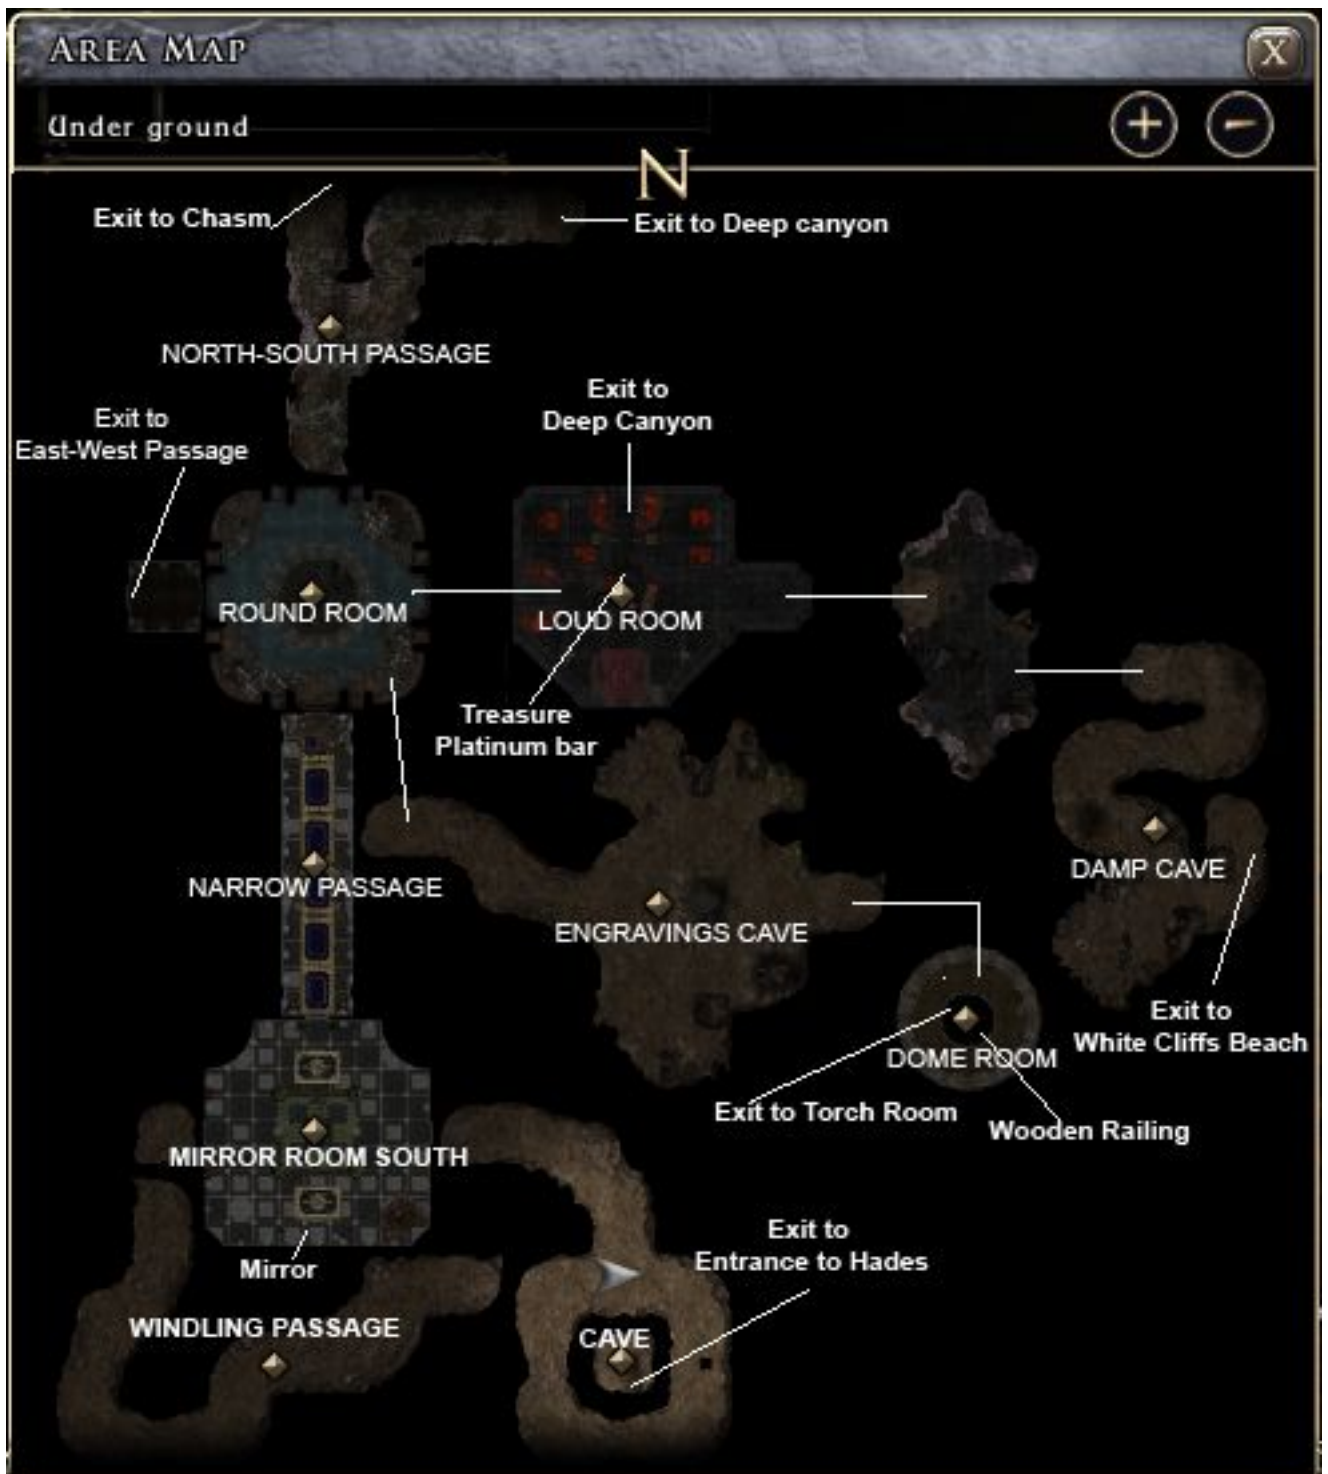 AREA MAP
X
Under ground
N
Exit to Chasm
Exit to Deep canyon
NORTH-SOUTH PASSAGE
Exit to
Deep Canyon
Exit to
East-West Passage
ROUND ROOM
LOUD ROOM
Treasure
Platinum bar
NARROW PASSAGE
DAMP CAVE
ENGRAVINGS CAVE
Exit to
White Cliffs Beach
DOME ROOM
Exit to Torch Room
Wooden Railing
MIRROR ROOM SOUTH
Mirror
Exit to
Entrance to Hades
WINDLING PASSAGE
CAVE